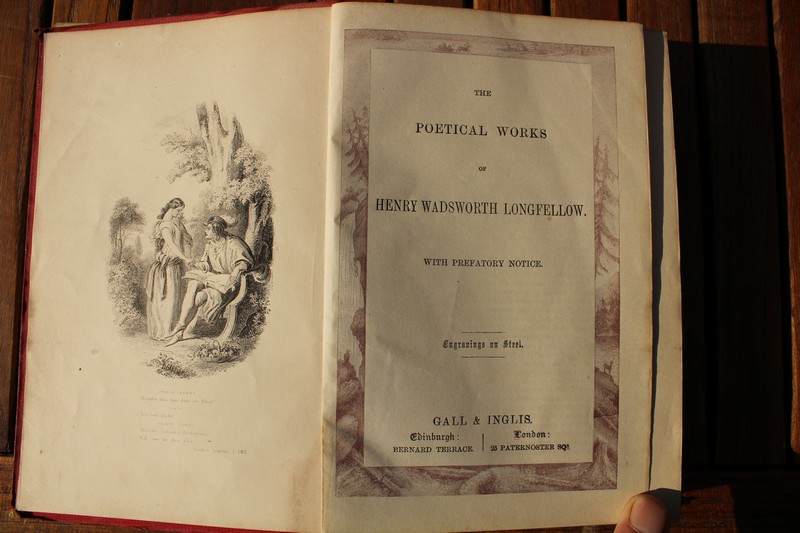 THE
POETICAL WORKS
OF
HENRY WADSWORTH LONGFELLOW.
WITH PREFATORY NOTICE.
Engravings on Steel.
GALL & INGLIS.
Edinburgh: London:
BERNARD TERRACE. 25 PATERNOSTER SQR.